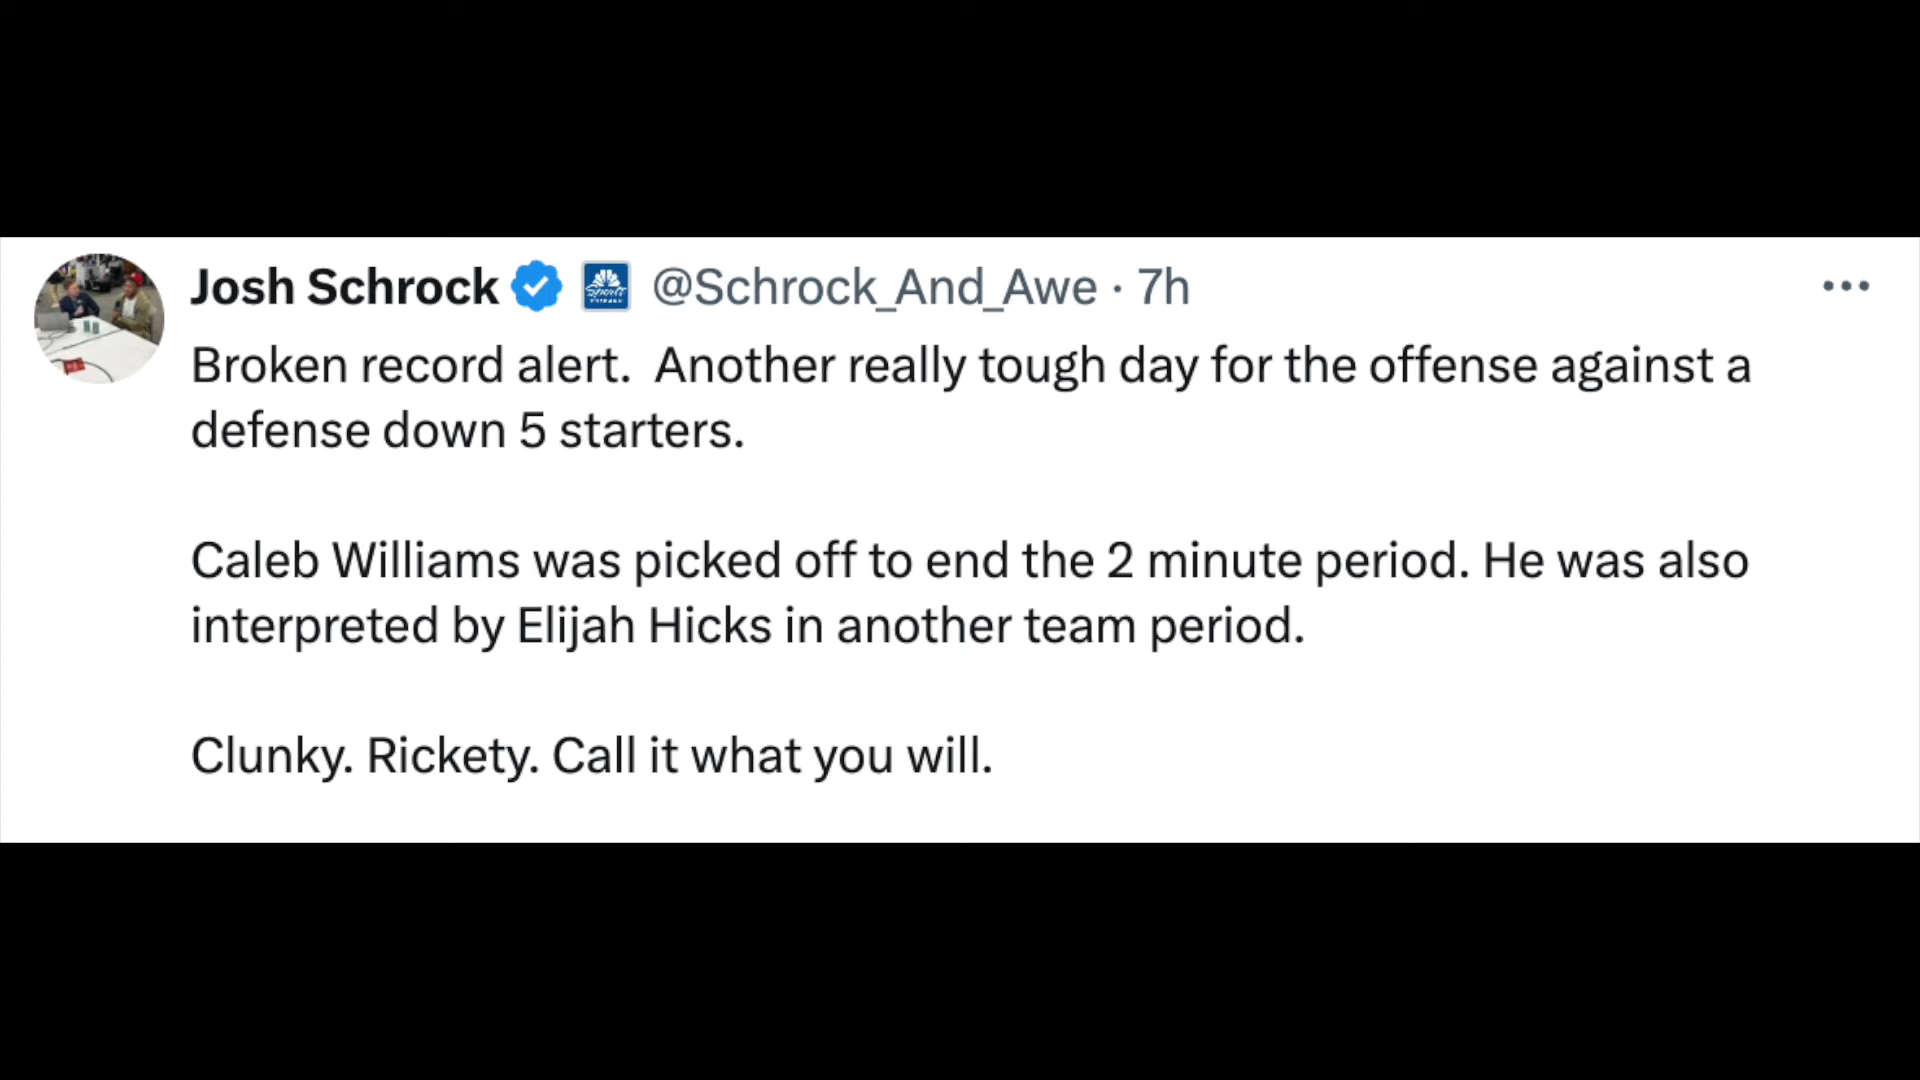 Josh Schrock @Schrock_And_Awe · 7h
Broken record alert.  Another really tough day for the offense against a
defense down 5 starters.
Caleb Williams was picked off to end the 2 minute period. He was also
interpreted by Elijah Hicks in another team period.
Clunky. Rickety. Call it what you will.